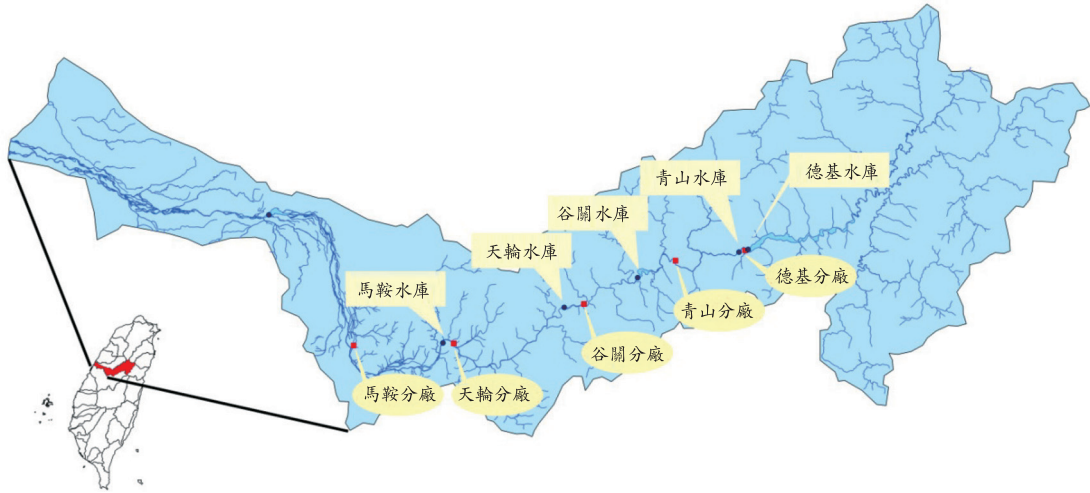 德基水庫
青山水庫
谷關水庫
天輪水庫
馬鞍水庫
德基分廠
青山分廠
谷關分廠
天輪分廠
馬鞍分廠